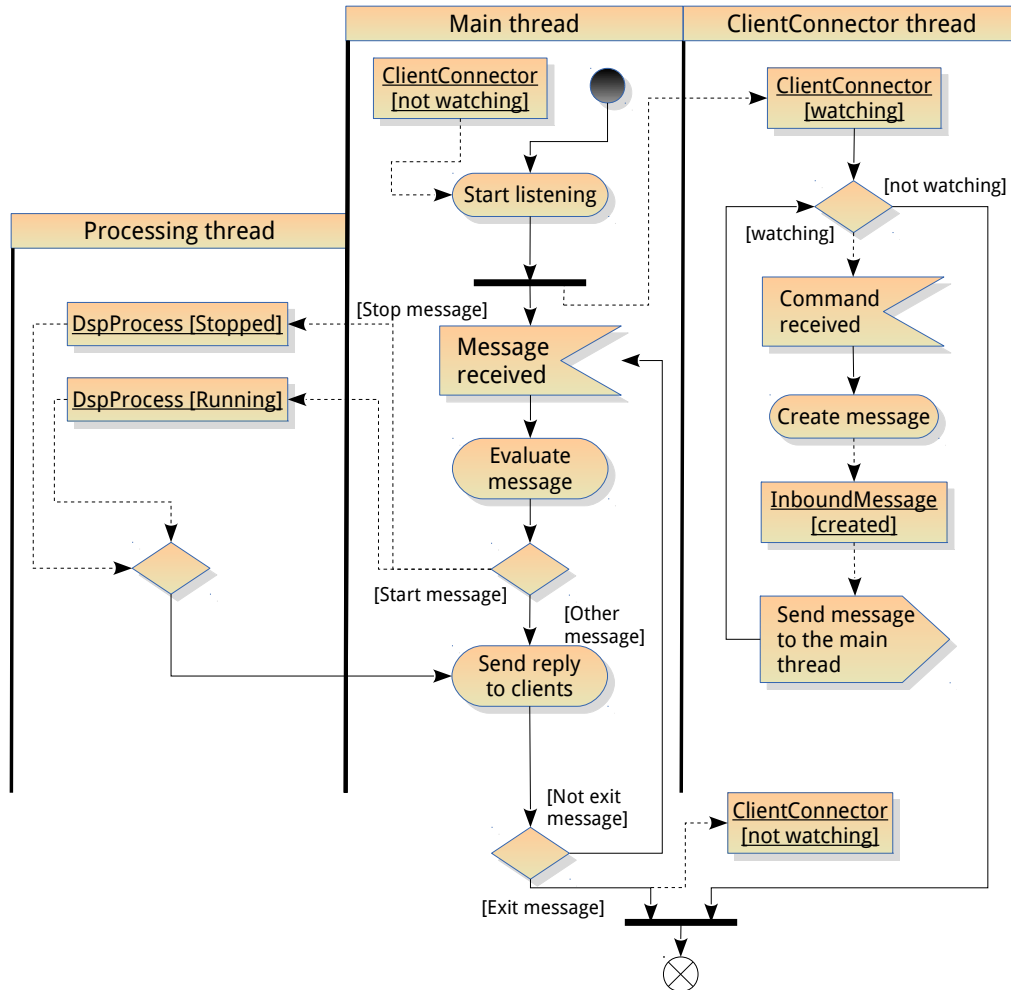 Main thread
ClientConnector thread
ClientConnector
[not watching]
ClientConnector
[watching]
Start listening
[not watching]
[watching]
Processing thread
[Stop message]
DspProcess [Stopped]
Message
received
Command
received
DspProcess [Running]
Create message
Evaluate
message
InboundMessage
[created]
[Start message]
[Other
message]
Send message
to the main
thread
Send reply
to clients
[Not exit
message]
ClientConnector
[not watching]
[Exit message]